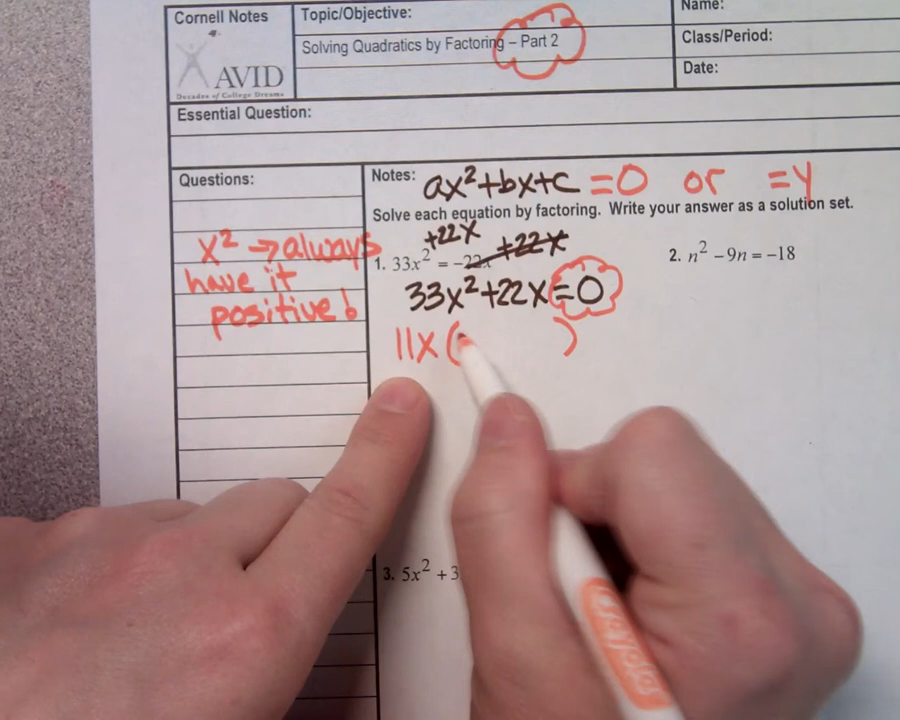 Cornell Notes
AVID
Decades of College Dreams
Topic/Objective:
Solving Quadratics by Factoring – Part 2
Name:
Class/Period:
Date:
Essential Question:
Questions:
x² → always
have it
positive!
Notes: ax²+bx+c =0 or =y
Solve each equation by factoring. Write your answer as a solution set.
+22x +22x
1. 33x² = -22x
33x²+22x=0
11x ( )
2. n² - 9n = -18
3. 5x² + 3